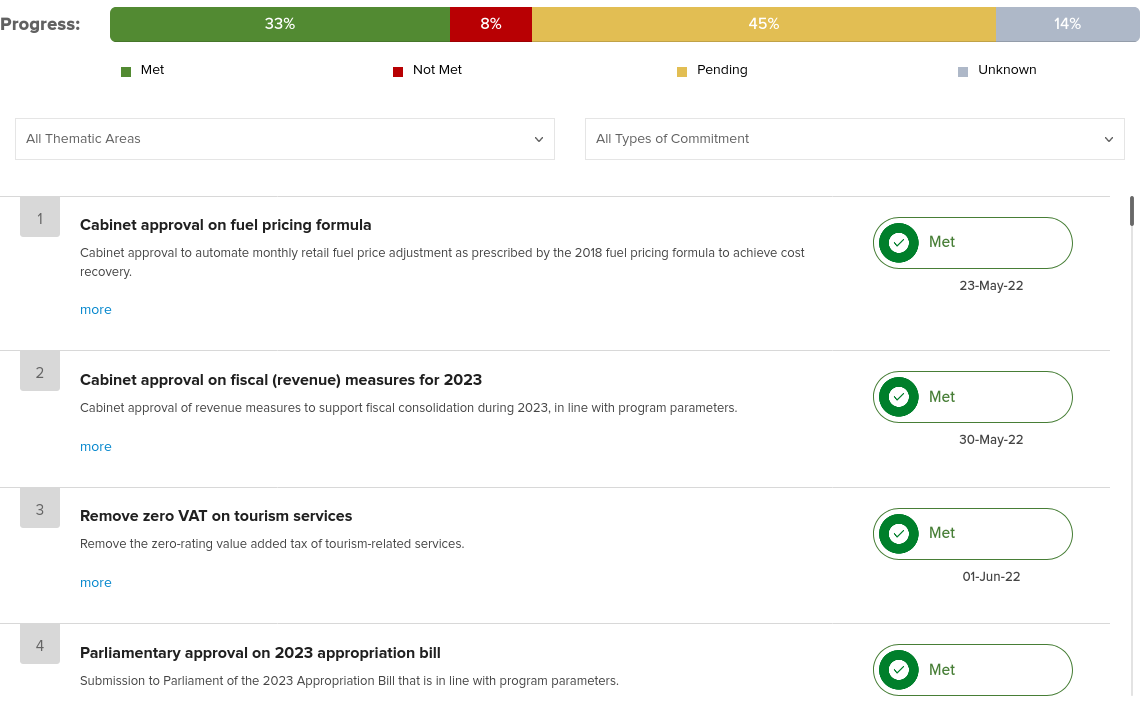 Progress:
33%
8%
45%
14%
Met
Not Met
Pending
Unknown
All Thematic Areas
All Types of Commitment
1
Cabinet approval on fuel pricing formula
Cabinet approval to automate monthly retail fuel price adjustment as prescribed by the 2018 fuel pricing formula to achieve cost
recovery.
more
Met
23-May-22
2
Cabinet approval on fiscal (revenue) measures for 2023
Cabinet approval of revenue measures to support fiscal consolidation during 2023, in line with program parameters.
more
Met
30-May-22
3
Remove zero VAT on tourism services
Remove the zero-rating value added tax of tourism-related services.
more
Met
01-Jun-22
4
Parliamentary approval on 2023 appropriation bill
Submission to Parliament of the 2023 Appropriation Bill that is in line with program parameters.
Met